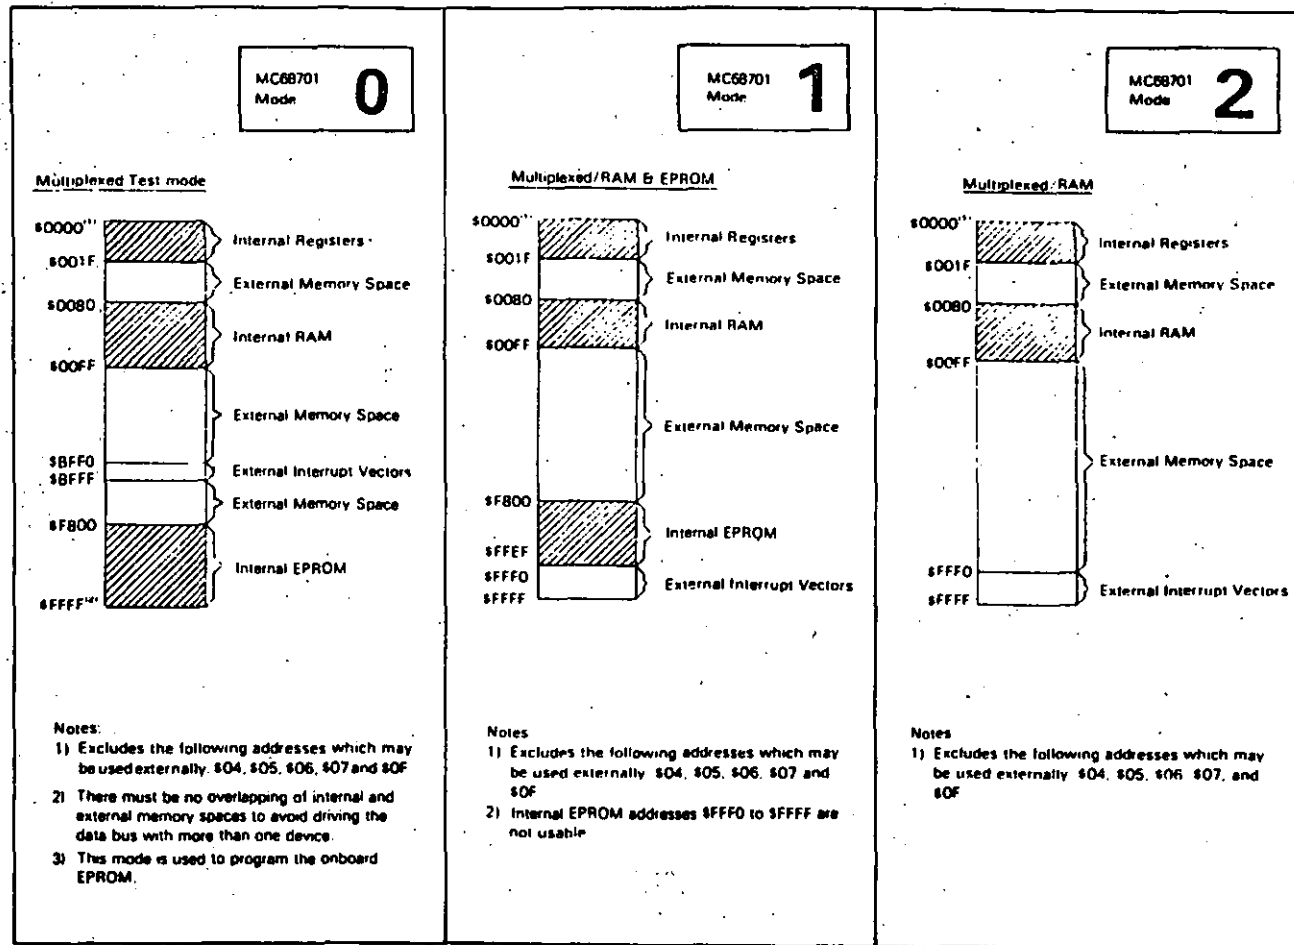 MC68701
Mode 0
Multiplexed Test mode
$0000(1)
Internal Registers
$001F
External Memory Space
$0080
Internal RAM
$00FF
External Memory Space
$BFF0
External Interrupt Vectors
$BFFF
External Memory Space
$F800
Internal EPROM
$FFFF(2)
Notes:
1) Excludes the following addresses which may
be used externally. $04, $05, $06, $07 and $0F
2) There must be no overlapping of internal and
external memory spaces to avoid driving the
data bus with more than one device.
3) This mode is used to program the onboard
EPROM.
MC68701
Mode 1
Multiplexed/RAM & EPROM
$0000(1)
Internal Registers
$001F
External Memory Space
$0080
Internal RAM
$00FF
External Memory Space
$F800
Internal EPROM
$FFEF
$FFF0
External Interrupt Vectors
$FFFF
Notes
1) Excludes the following addresses which may
be used externally $04, $05, $06, $07 and
$0F
2) Internal EPROM addresses $FFF0 to $FFFF are
not usable
MC68701
Mode 2
Multiplexed/RAM
$0000(1)
Internal Registers
$001F
External Memory Space
$0080
Internal RAM
$00FF
External Memory Space
$FFF0
External Interrupt Vectors
$FFFF
Notes
1) Excludes the following addresses which may
be used externally $04, $05, $06 $07, and
$0F